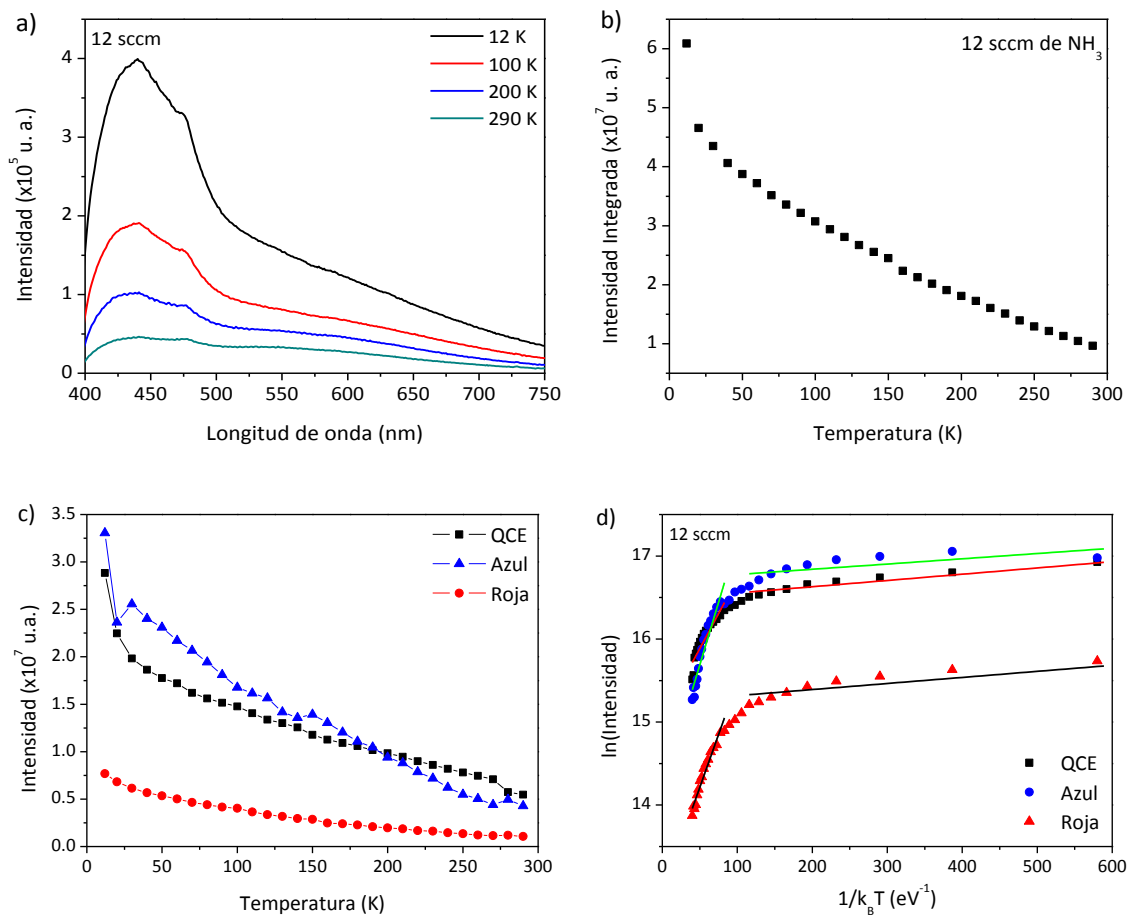 a)
12 sccm
12 K
100 K
200 K
290 K
4
3
2
1
0
400 450 500 550 600 650 700 750
Intensidad (x10⁵ u. a.)
Longitud de onda (nm)
b)
12 sccm de NH₃
6
5
4
3
2
1
0 50 100 150 200 250 300
Intensidad Integrada (x10⁷ u. a.)
Temperatura (K)
c)
QCE
Azul
Roja
3.5
3.0
2.5
2.0
1.5
1.0
0.5
0.0
0 50 100 150 200 250 300
Intensidad (x10⁷ u.a.)
Temperatura (K)
d)
12 sccm
17
16
15
14
QCE
Azul
Roja
0 100 200 300 400 500 600
ln(Intensidad)
1/k_BT (eV⁻¹)